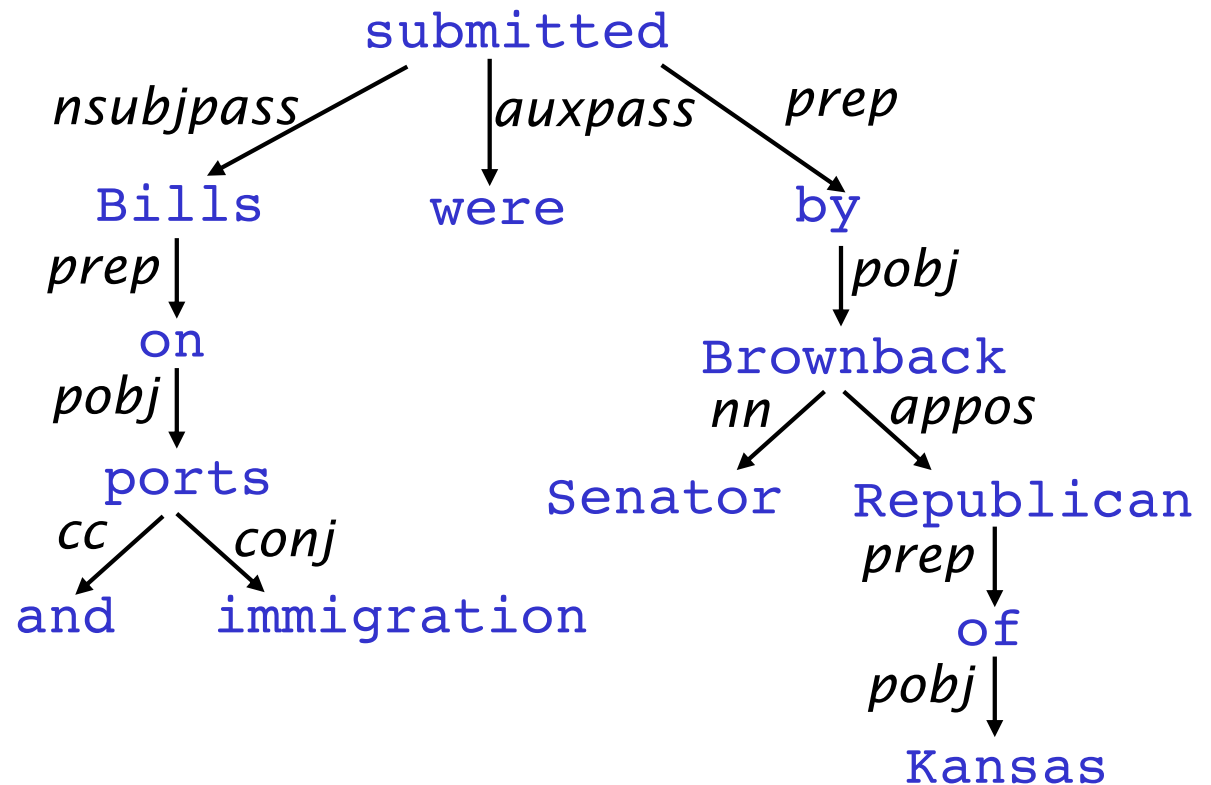 submitted
nsubjpass auxpass prep
Bills were by
prep pobj
on Brownback
pobj nn appos
ports Senator Republican
cc conj prep
and immigration of
pobj
Kansas